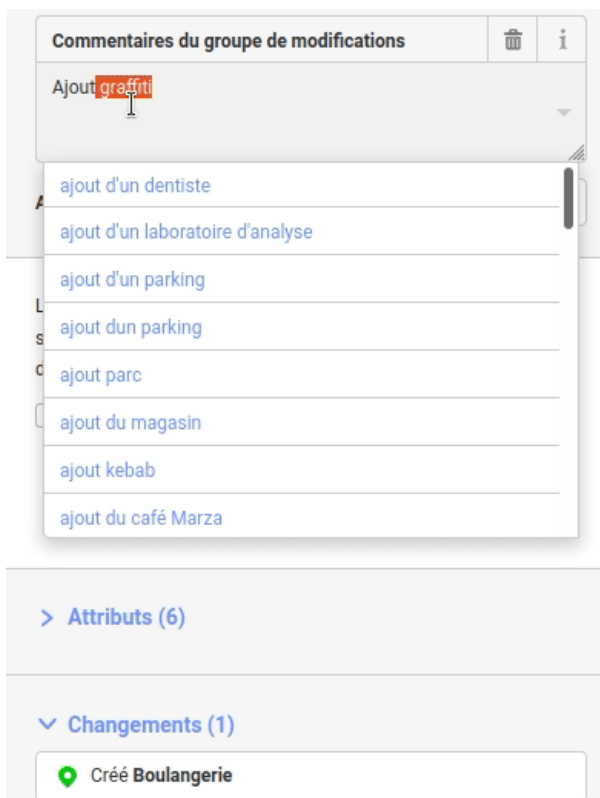 Commentaires du groupe de modifications
Ajout graffiti
A
ajout d'un dentiste
ajout d'un laboratoire d'analyse
ajout d'un parking
L
ajout dun parking
s
ajout parc
d
ajout du magasin
ajout kebab
ajout du café Marza
Attributs (6)
Changements (1)
Créé Boulangerie